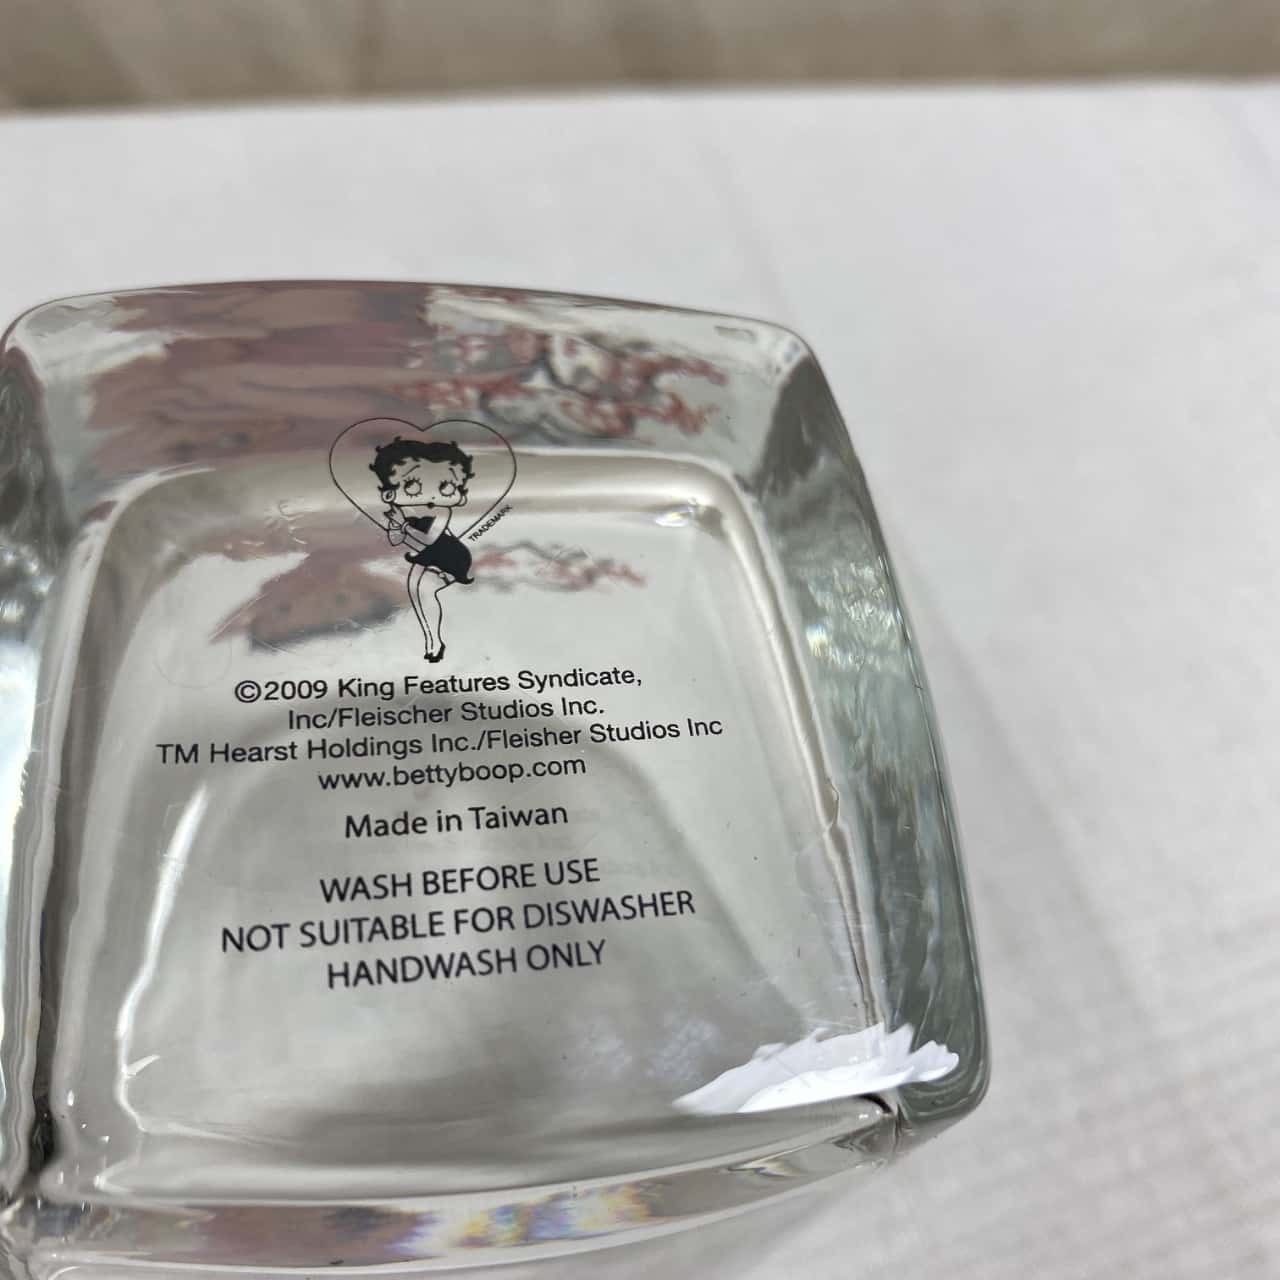 TRADEMARK
©2009 King Features Syndicate,
Inc/Fleischer Studios Inc.
TM Hearst Holdings Inc./Fleisher Studios Inc
www.bettyboop.com
Made in Taiwan
WASH BEFORE USE
NOT SUITABLE FOR DISWASHER
HANDWASH ONLY